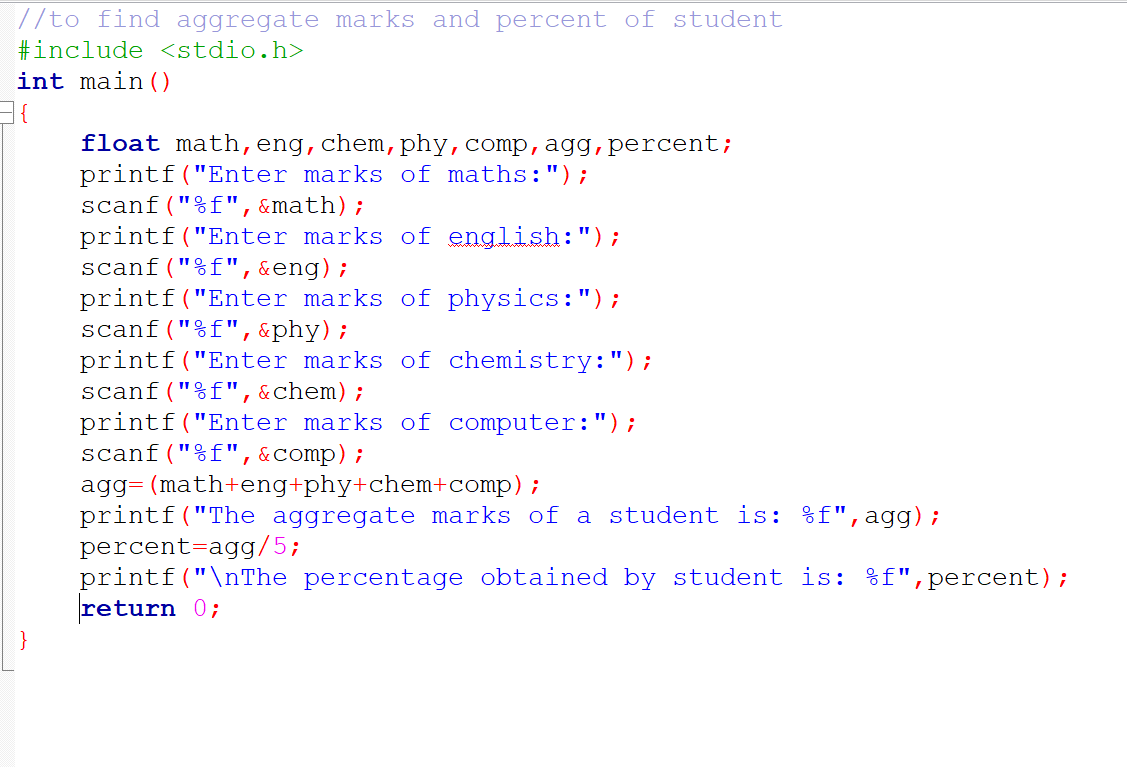 //to find aggregate marks and percent of student
#include <stdio.h>
int main()
{
float math,eng,chem,phy,comp,agg,percent;
printf("Enter marks of maths:");
scanf("%f",&math);
printf("Enter marks of english:");
scanf("%f",&eng);
printf("Enter marks of physics:");
scanf("%f",&phy);
printf("Enter marks of chemistry:");
scanf("%f",&chem);
printf("Enter marks of computer:");
scanf("%f",&comp);
agg=(math+eng+phy+chem+comp);
printf("The aggregate marks of a student is: %f",agg);
percent=agg/5;
printf("\nThe percentage obtained by student is: %f",percent);
return 0;
}